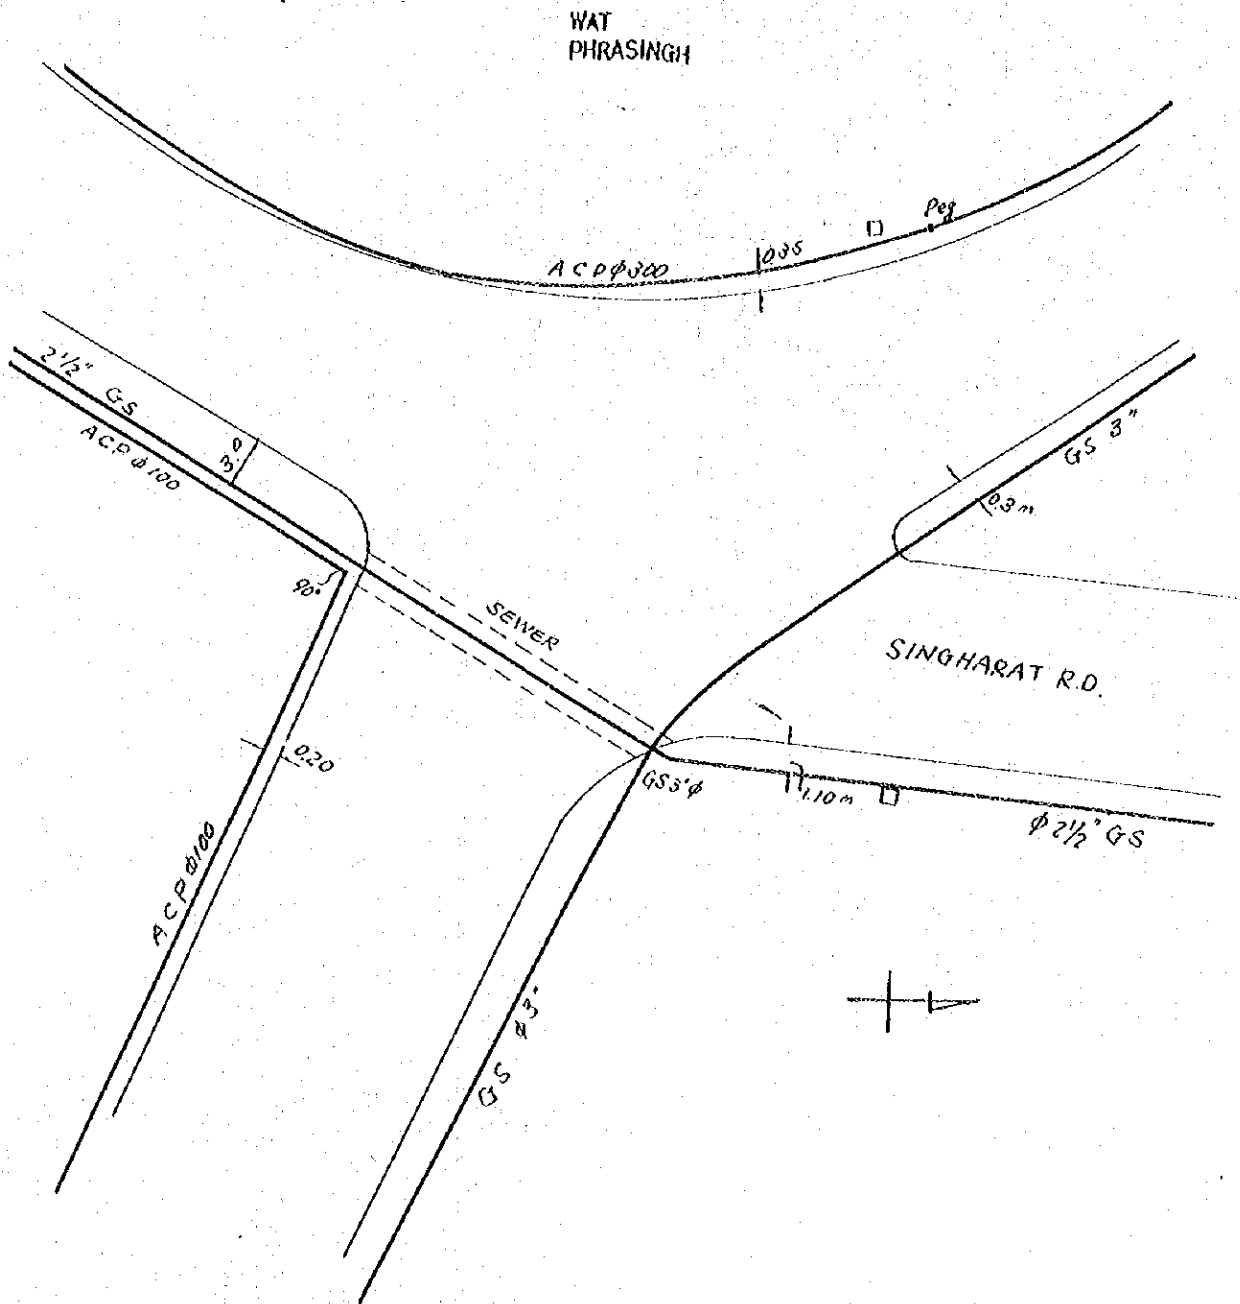 WAT
PHRASINGH
Peg
0.35
ACPφ300
2½" GS
ACPφ100
3.0
GS 3"
0.3m
90°
SEWER
SINGHARAT R.D.
0.20
GS3"φ
1.10m
φ2½" GS
ACPφ100
GS φ3"